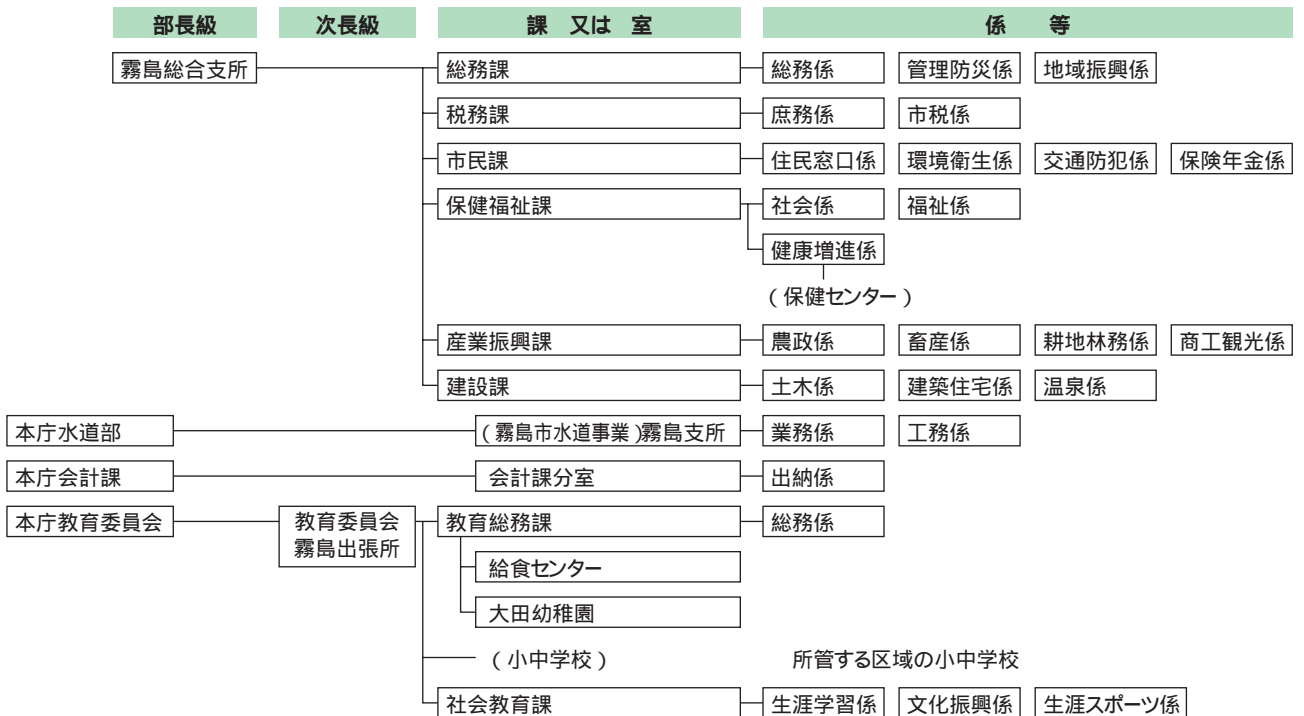 部長級 次長級 課 又は 室 係 等
霧島総合支所 総務課 総務係 管理防災係 地域振興係
税務課 庶務係 市税係
市民課 住民窓口係 環境衛生係 交通防犯係 保険年金係
保健福祉課 社会係 福祉係
健康増進係
(保健センター)
産業振興課 農政係 畜産係 耕地林務係 商工観光係
建設課 土木係 建築住宅係 温泉係
本庁水道部 (霧島市水道事業)霧島支所 業務係 工務係
本庁会計課 会計課分室 出納係
本庁教育委員会 教育委員会 教育総務課 総務係
霧島出張所
給食センター
大田幼稚園
(小中学校) 所管する区域の小中学校
社会教育課 生涯学習係 文化振興係 生涯スポーツ係